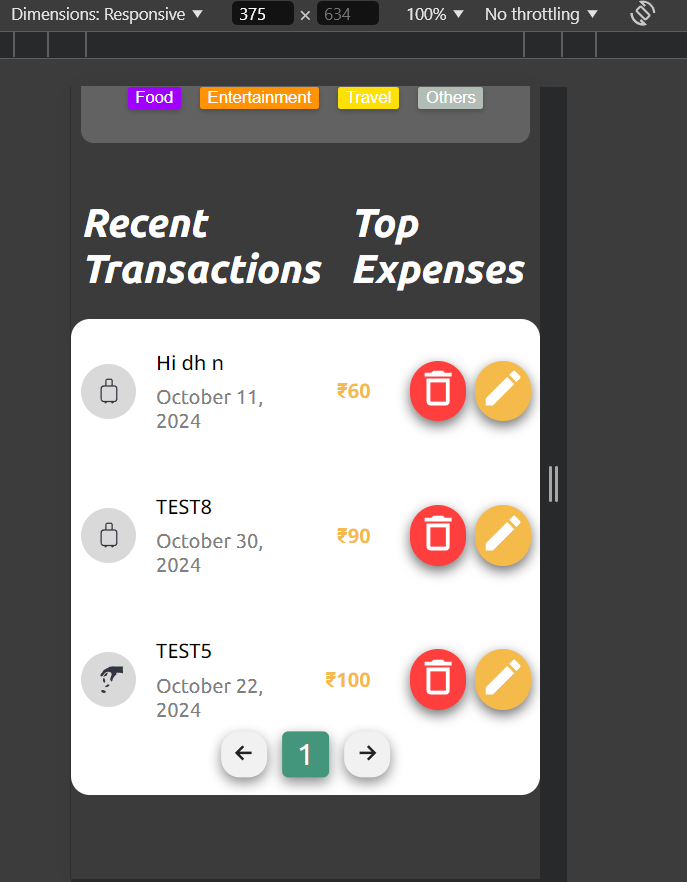 Dimensions: Responsive 375 × 634 100% No throttling
Food Entertainment Travel Others
Recent
Transactions
Top
Expenses
Hi dh n
October 11,
2024
₹60
TEST8
October 30,
2024
₹90
TEST5
October 22,
2024
₹100
1